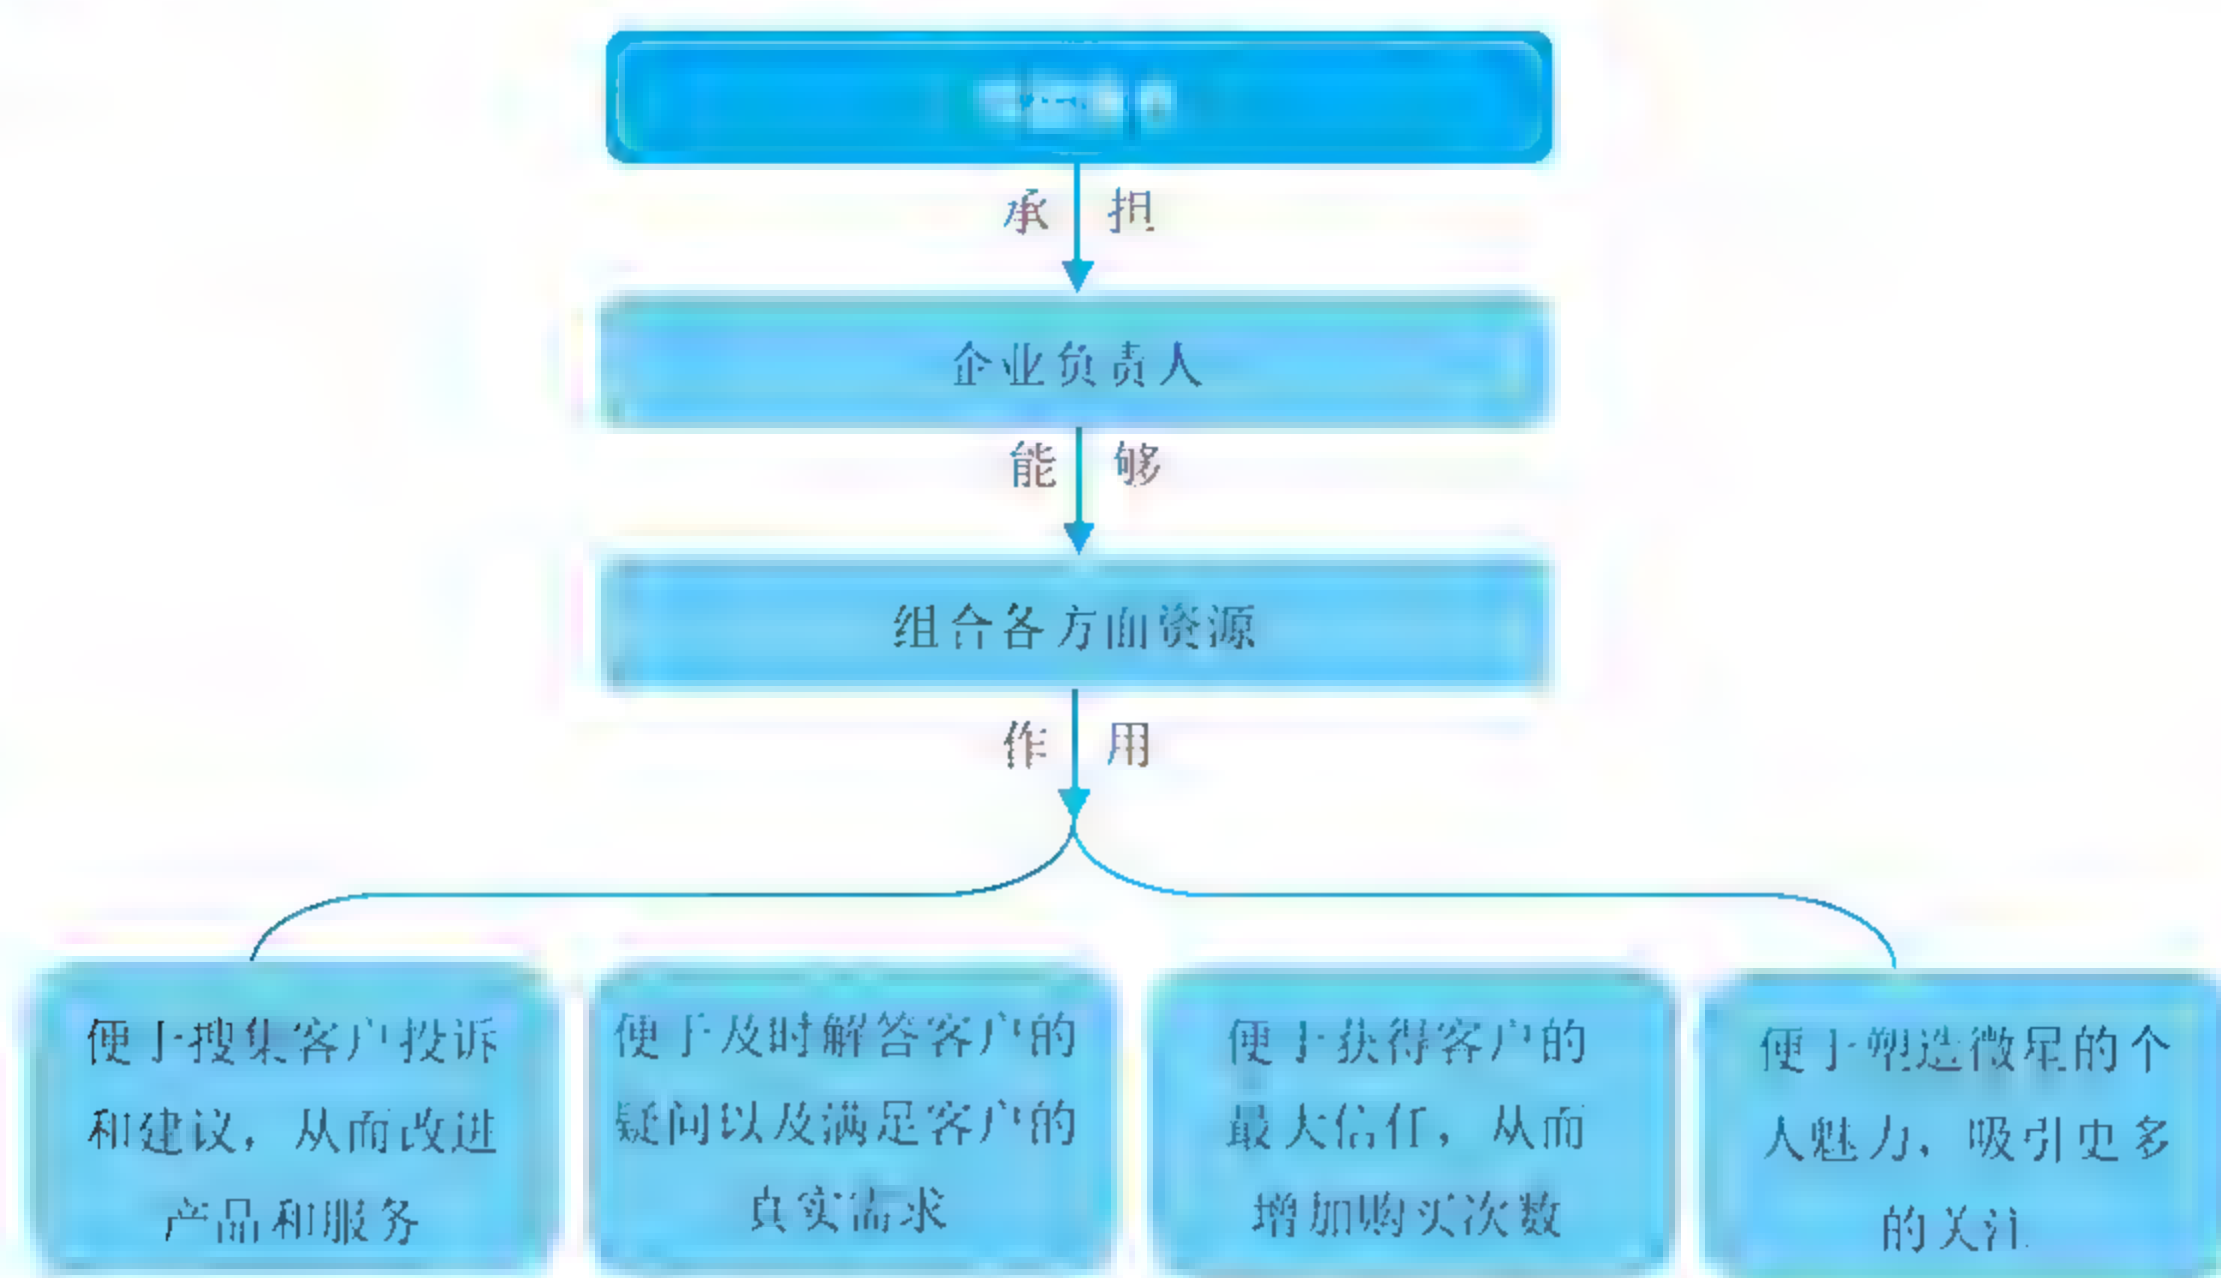 承担
企业负责人
能够
组合各方面资源
作用
便于搜集客户投诉
和建议，从而改进
产品和服务
便于及时解答客户的
疑问以及满足客户的
真实需求
便于获得客户的
最大信任，从而
增加购买次数
便于塑造微星的个
人魅力，吸引更多
的关注